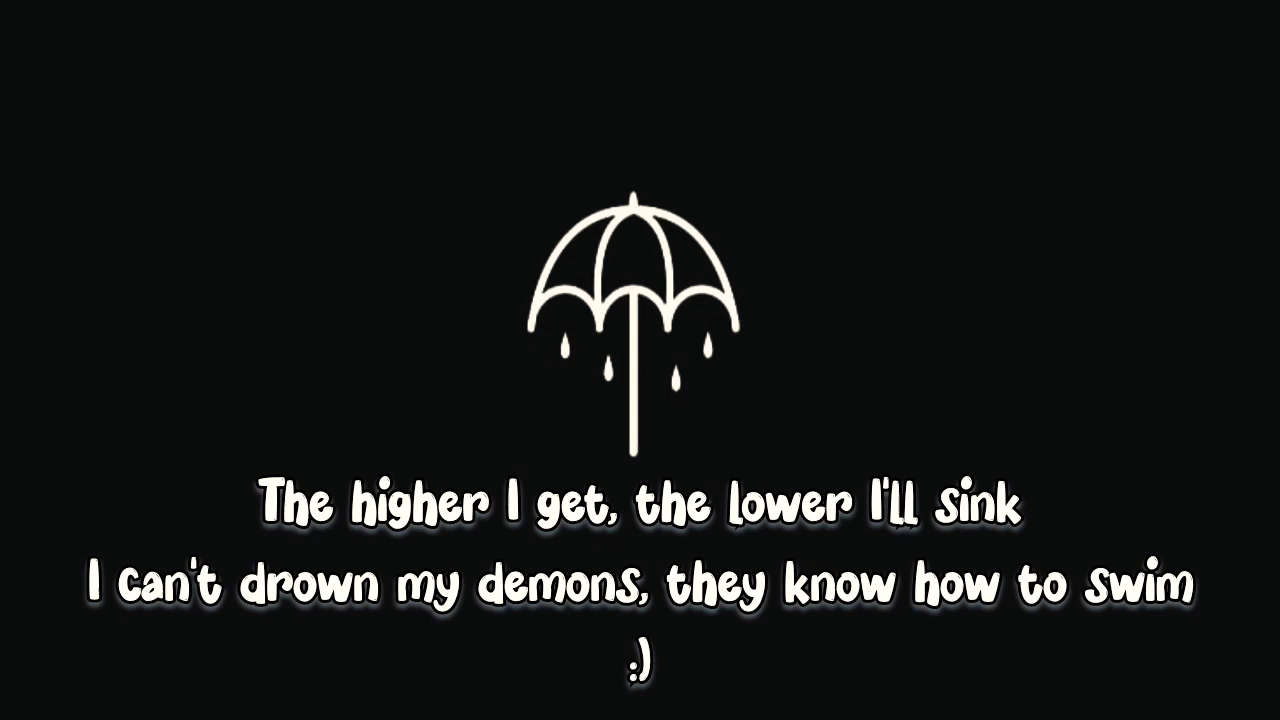 The higher I get, the lower I'll sink
I can't drown my demons, they know how to swim
:)